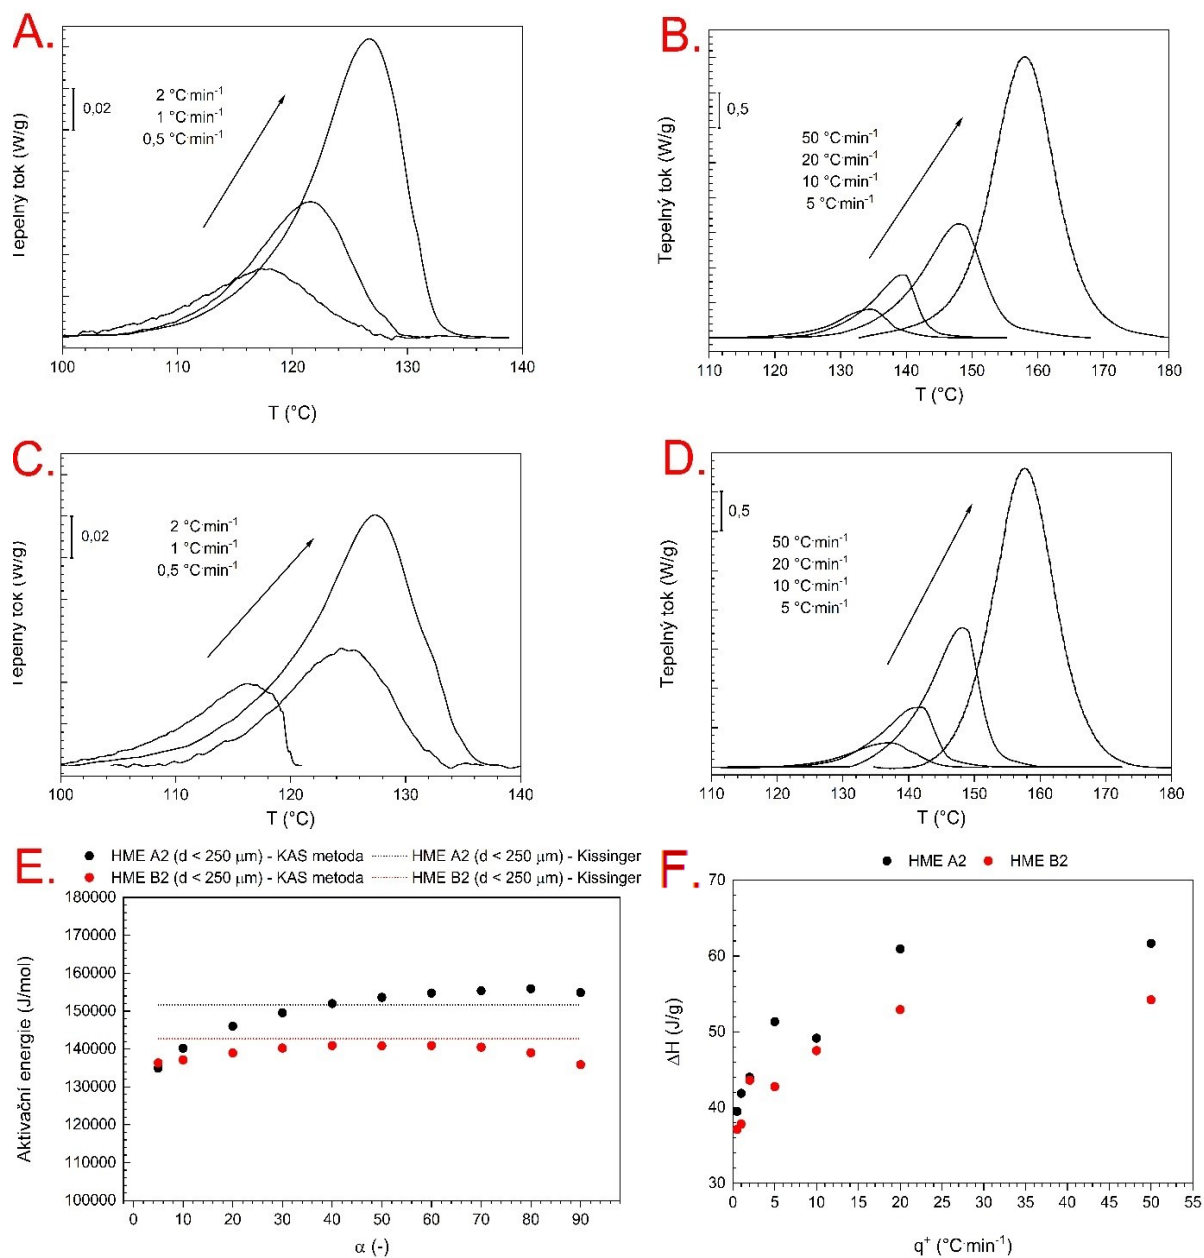 A.
0,02
2 °C·min⁻¹
1 °C·min⁻¹
0,5 °C·min⁻¹
Tepelný tok (W/g)
100 110 120 130 140
T (°C)
B.
0,5
50 °C·min⁻¹
20 °C·min⁻¹
10 °C·min⁻¹
5 °C·min⁻¹
Tepelný tok (W/g)
110 120 130 140 150 160 170 180
T (°C)
C.
0,02
2 °C·min⁻¹
1 °C·min⁻¹
0,5 °C·min⁻¹
Tepelný tok (W/g)
100 110 120 130 140
T (°C)
D.
0,5
50 °C·min⁻¹
20 °C·min⁻¹
10 °C·min⁻¹
5 °C·min⁻¹
Tepelný tok (W/g)
110 120 130 140 150 160 170 180
T (°C)
E.
HME A2 (d < 250 μm) - KAS metoda HME A2 (d < 250 μm) - Kissinger
HME B2 (d < 250 μm) - KAS metoda HME B2 (d < 250 μm) - Kissinger
180000
170000
160000
150000
140000
130000
120000
110000
100000
Aktivační energie (J/mol)
0 10 20 30 40 50 60 70 80 90
α (-)
F.
HME A2 HME B2
70
60
50
40
30
ΔH (J/g)
0 5 10 15 20 25 30 35 40 45 50 55
q⁺ (°C·min⁻¹)